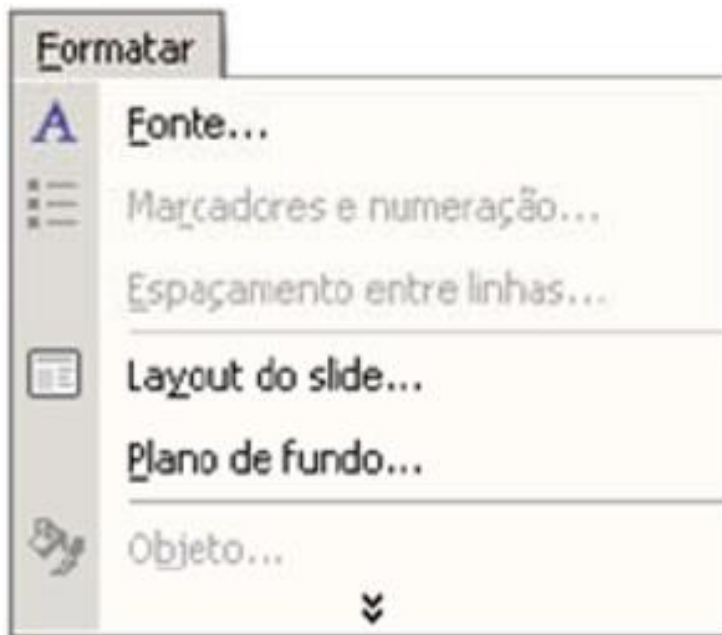 Formatar
Fonte...
Marcadores e numeração...
Espaçamento entre linhas...
Layout do slide...
Plano de fundo...
Objeto...